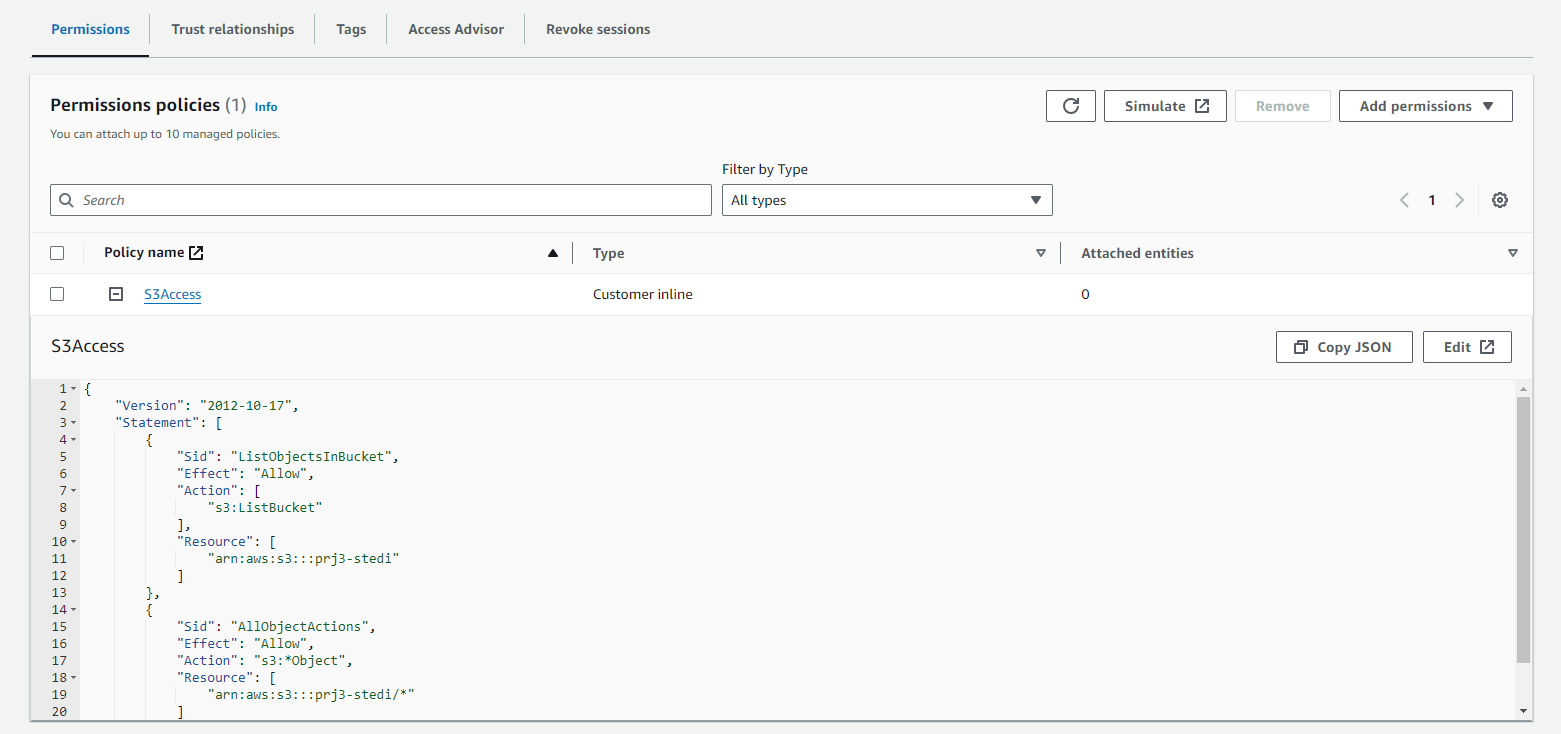 Permissions
Trust relationships
Tags
Access Advisor
Revoke sessions
Permissions policies (1) Info
You can attach up to 10 managed policies.
Simulate
Remove
Add permissions
Filter by Type
Search
All types
1
Policy name
Type
Attached entities
S3Access
Customer inline
0
S3Access
Copy JSON
Edit
1 {
2 "Version": "2012-10-17",
3 "Statement": [
4 {
5 "Sid": "ListObjectsInBucket",
6 "Effect": "Allow",
7 "Action": [
8 "s3:ListBucket"
9 ],
10 "Resource": [
11 "arn:aws:s3:::prj3-stedi"
12 ]
13 },
14 {
15 "Sid": "AllObjectActions",
16 "Effect": "Allow",
17 "Action": "s3:*Object",
18 "Resource": [
19 "arn:aws:s3:::prj3-stedi/*"
20 ]